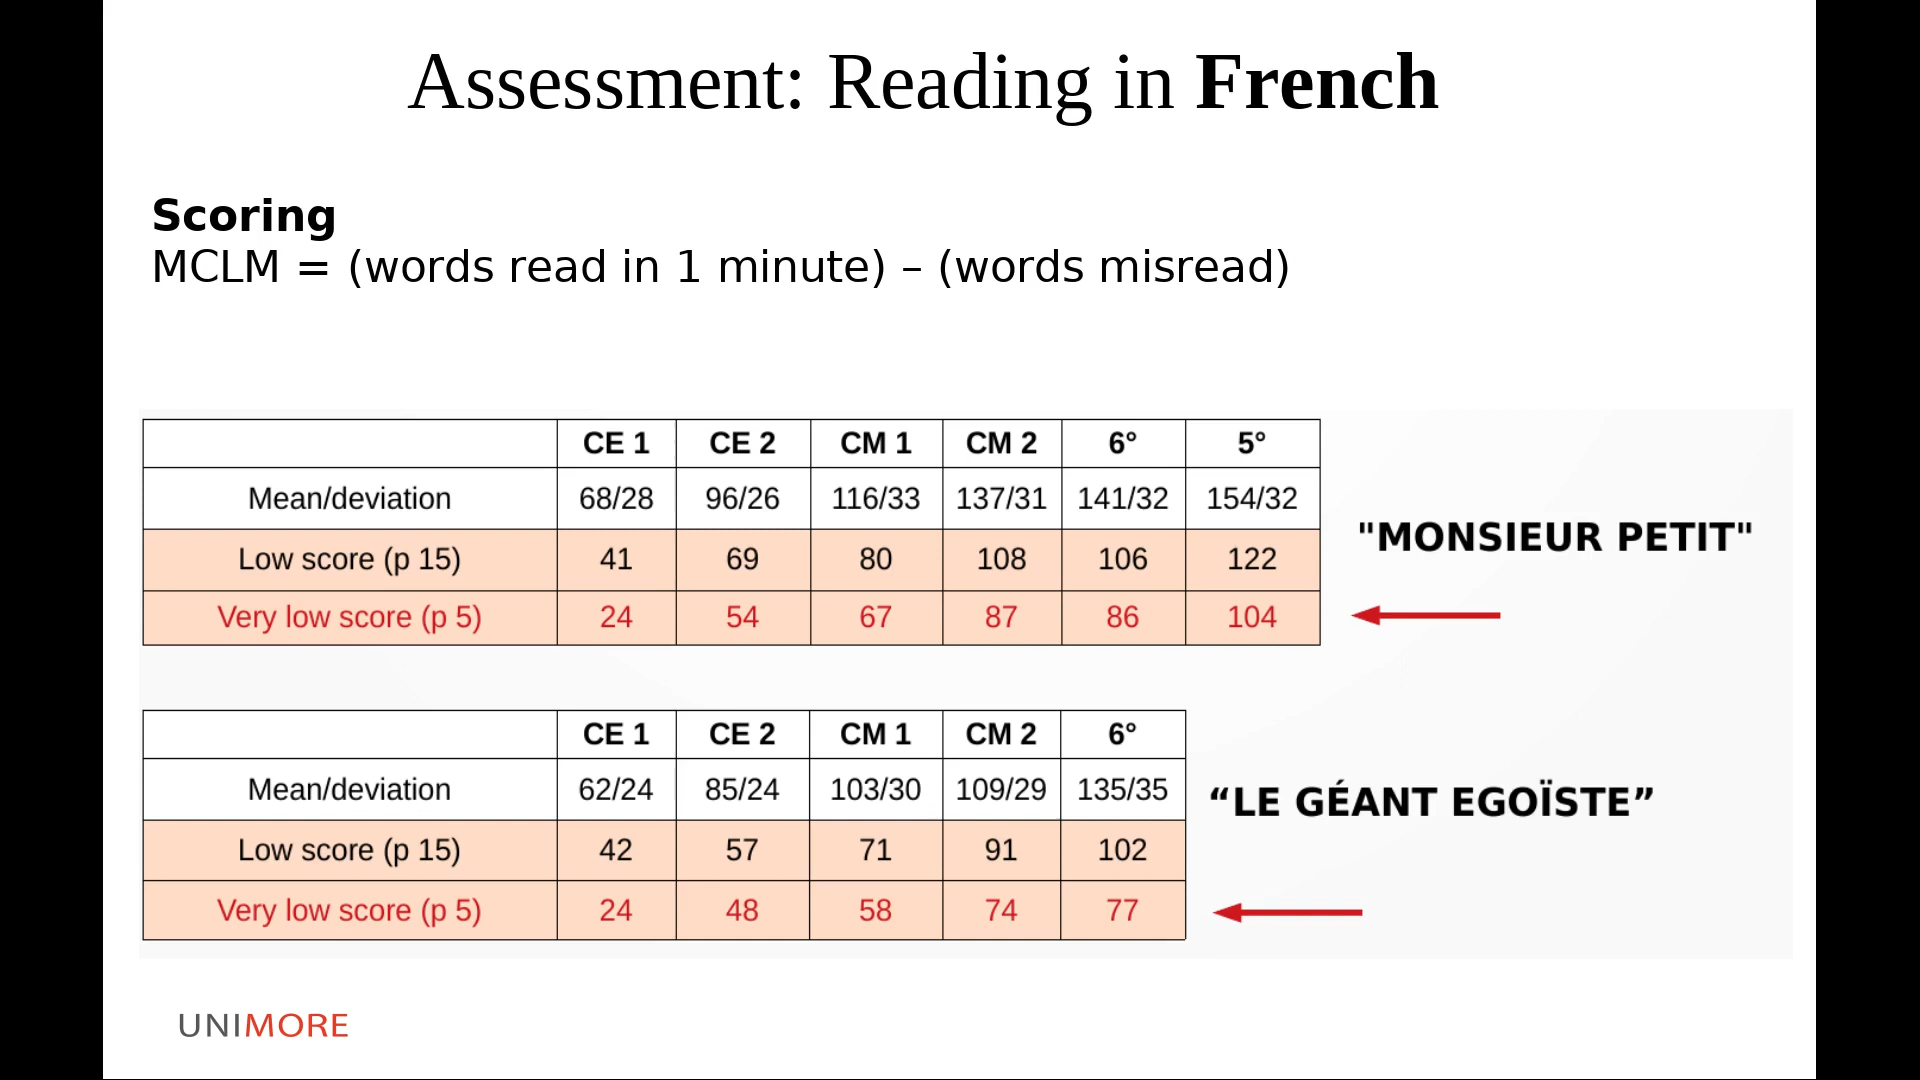 Assessment: Reading in French
Scoring
MCLM = (words read in 1 minute) – (words misread)
CE 1 CE 2 CM 1 CM 2 6° 5°
Mean/deviation 68/28 96/26 116/33 137/31 141/32 154/32
Low score (p 15) 41 69 80 108 106 122
Very low score (p 5) 24 54 67 87 86 104
"MONSIEUR PETIT"
CE 1 CE 2 CM 1 CM 2 6°
Mean/deviation 62/24 85/24 103/30 109/29 135/35
Low score (p 15) 42 57 71 91 102
Very low score (p 5) 24 48 58 74 77
“LE GÉANT EGOÏSTE”
UNIMORE